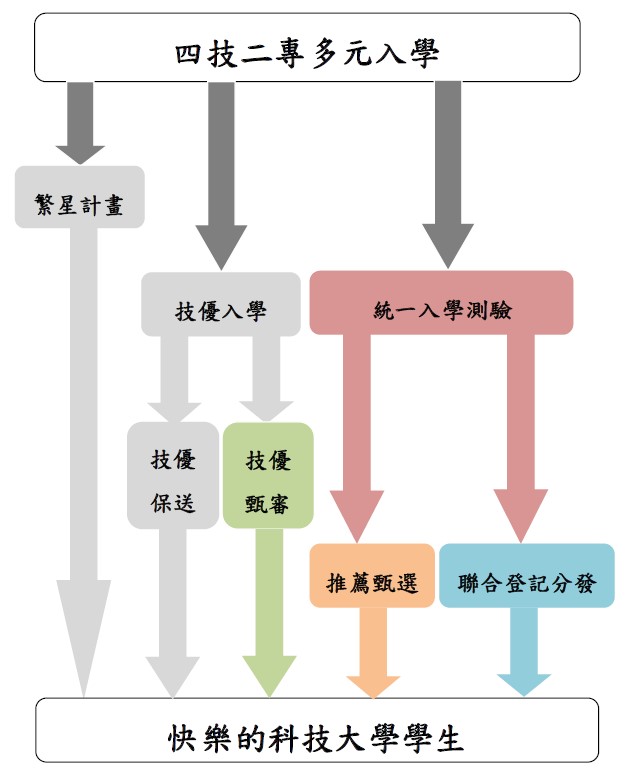 四技二專多元入學
繁星計畫
技優入學
統一入學測驗
技優
保送
技優
甄審
推薦甄選
聯合登記分發
快樂的科技大學學生